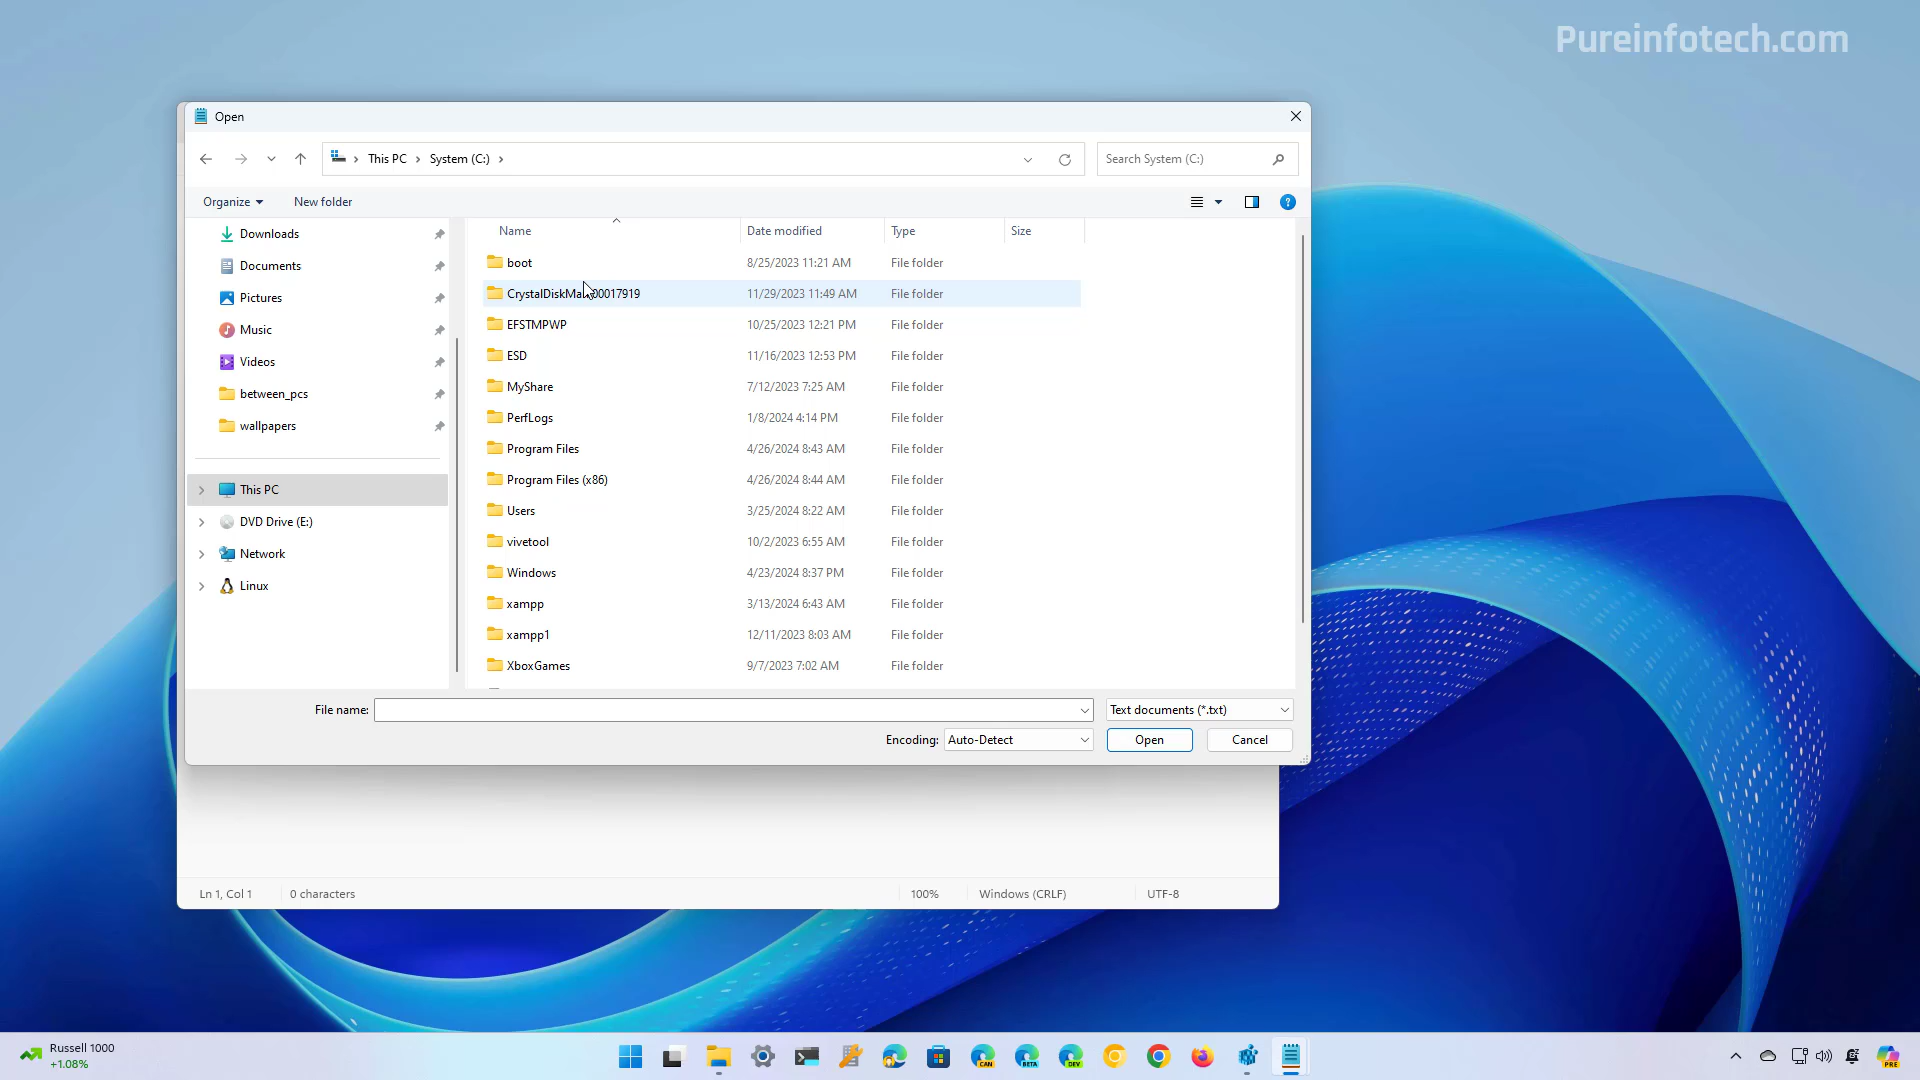 Pureinfotech.com
Open
This PC
System (C:)
Search System (C:)
Organize
New folder
Name
Date modified
Type
Size
Downloads
Documents
Pictures
Music
Videos
between_pcs
wallpapers
This PC
DVD Drive (E:)
Network
Linux
boot 8/25/2023 11:21 AM File folder
CrystalDiskMa 00017919 11/29/2023 11:49 AM File folder
EFSTMPWP 10/25/2023 12:21 PM File folder
ESD 11/16/2023 12:53 PM File folder
MyShare 7/12/2023 7:25 AM File folder
PerfLogs 1/8/2024 4:14 PM File folder
Program Files 4/26/2024 8:43 AM File folder
Program Files (x86) 4/26/2024 8:44 AM File folder
Users 3/25/2024 8:22 AM File folder
vivetool 10/2/2023 6:55 AM File folder
Windows 4/23/2024 8:37 PM File folder
xampp 3/13/2024 6:43 AM File folder
xampp1 12/11/2023 8:03 AM File folder
XboxGames 9/7/2023 7:02 AM File folder
File name:
Text documents (*.txt)
Encoding:
Auto-Detect
Open
Cancel
Ln 1, Col 1
0 characters
100%
Windows (CRLF)
UTF-8
Russell 1000
+1.08%
CAN
BETA
DEV
PRE